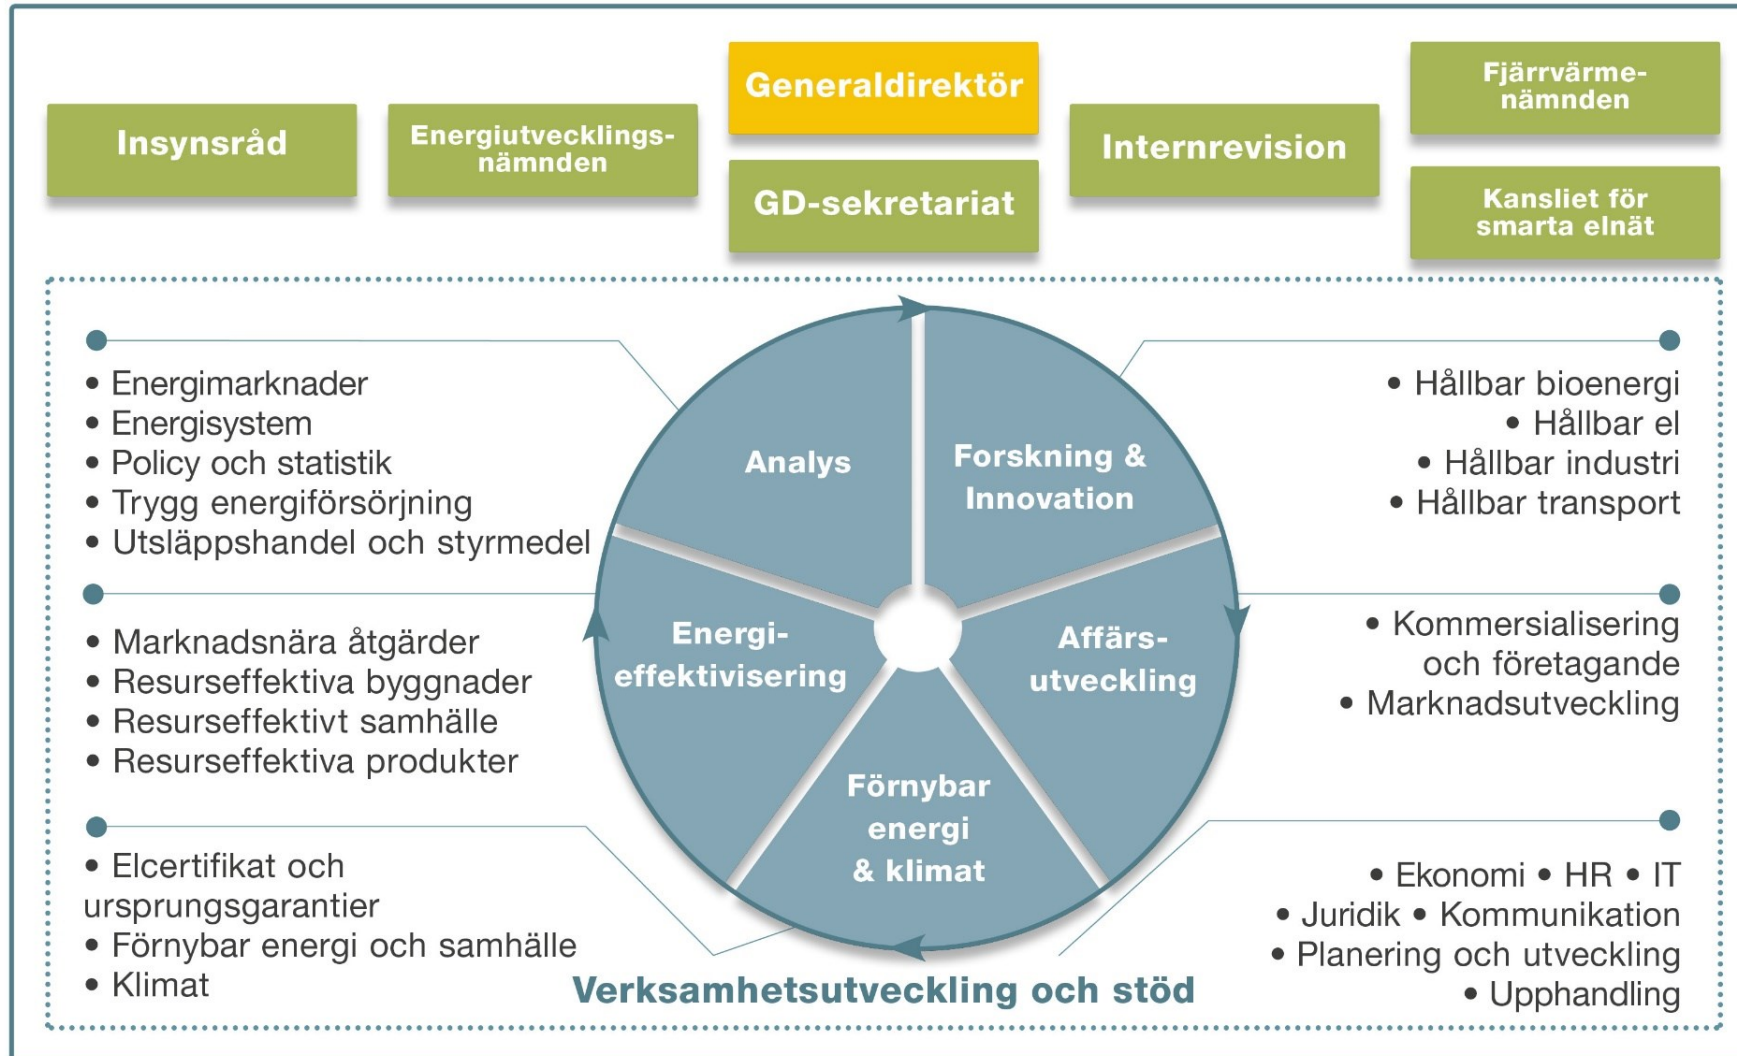 Generaldirektör
Fjärrvärme-
nämnden
Insynsråd
Energiutvecklings-
nämnden
Internrevision
GD-sekretariat
Kansliet för
smarta elnät
• Energimarknader
• Energisystem
• Policy och statistik
• Trygg energiförsörjning
• Utsläppshandel och styrmedel
Analys
Forskning &
Innovation
• Hållbar bioenergi
• Hållbar el
• Hållbar industri
• Hållbar transport
• Marknadsnära åtgärder
• Resurseffektiva byggnader
• Resurseffektivt samhälle
• Resurseffektiva produkter
Energi-
effektivisering
Affärs-
utveckling
• Kommersialisering
och företagande
• Marknadsutveckling
Förnybar
energi
& klimat
• Elcertifikat och
ursprungsgarantier
• Förnybar energi och samhälle
• Klimat
Verksamhetsutveckling och stöd
• Ekonomi • HR • IT
• Juridik • Kommunikation
• Planering och utveckling
• Upphandling